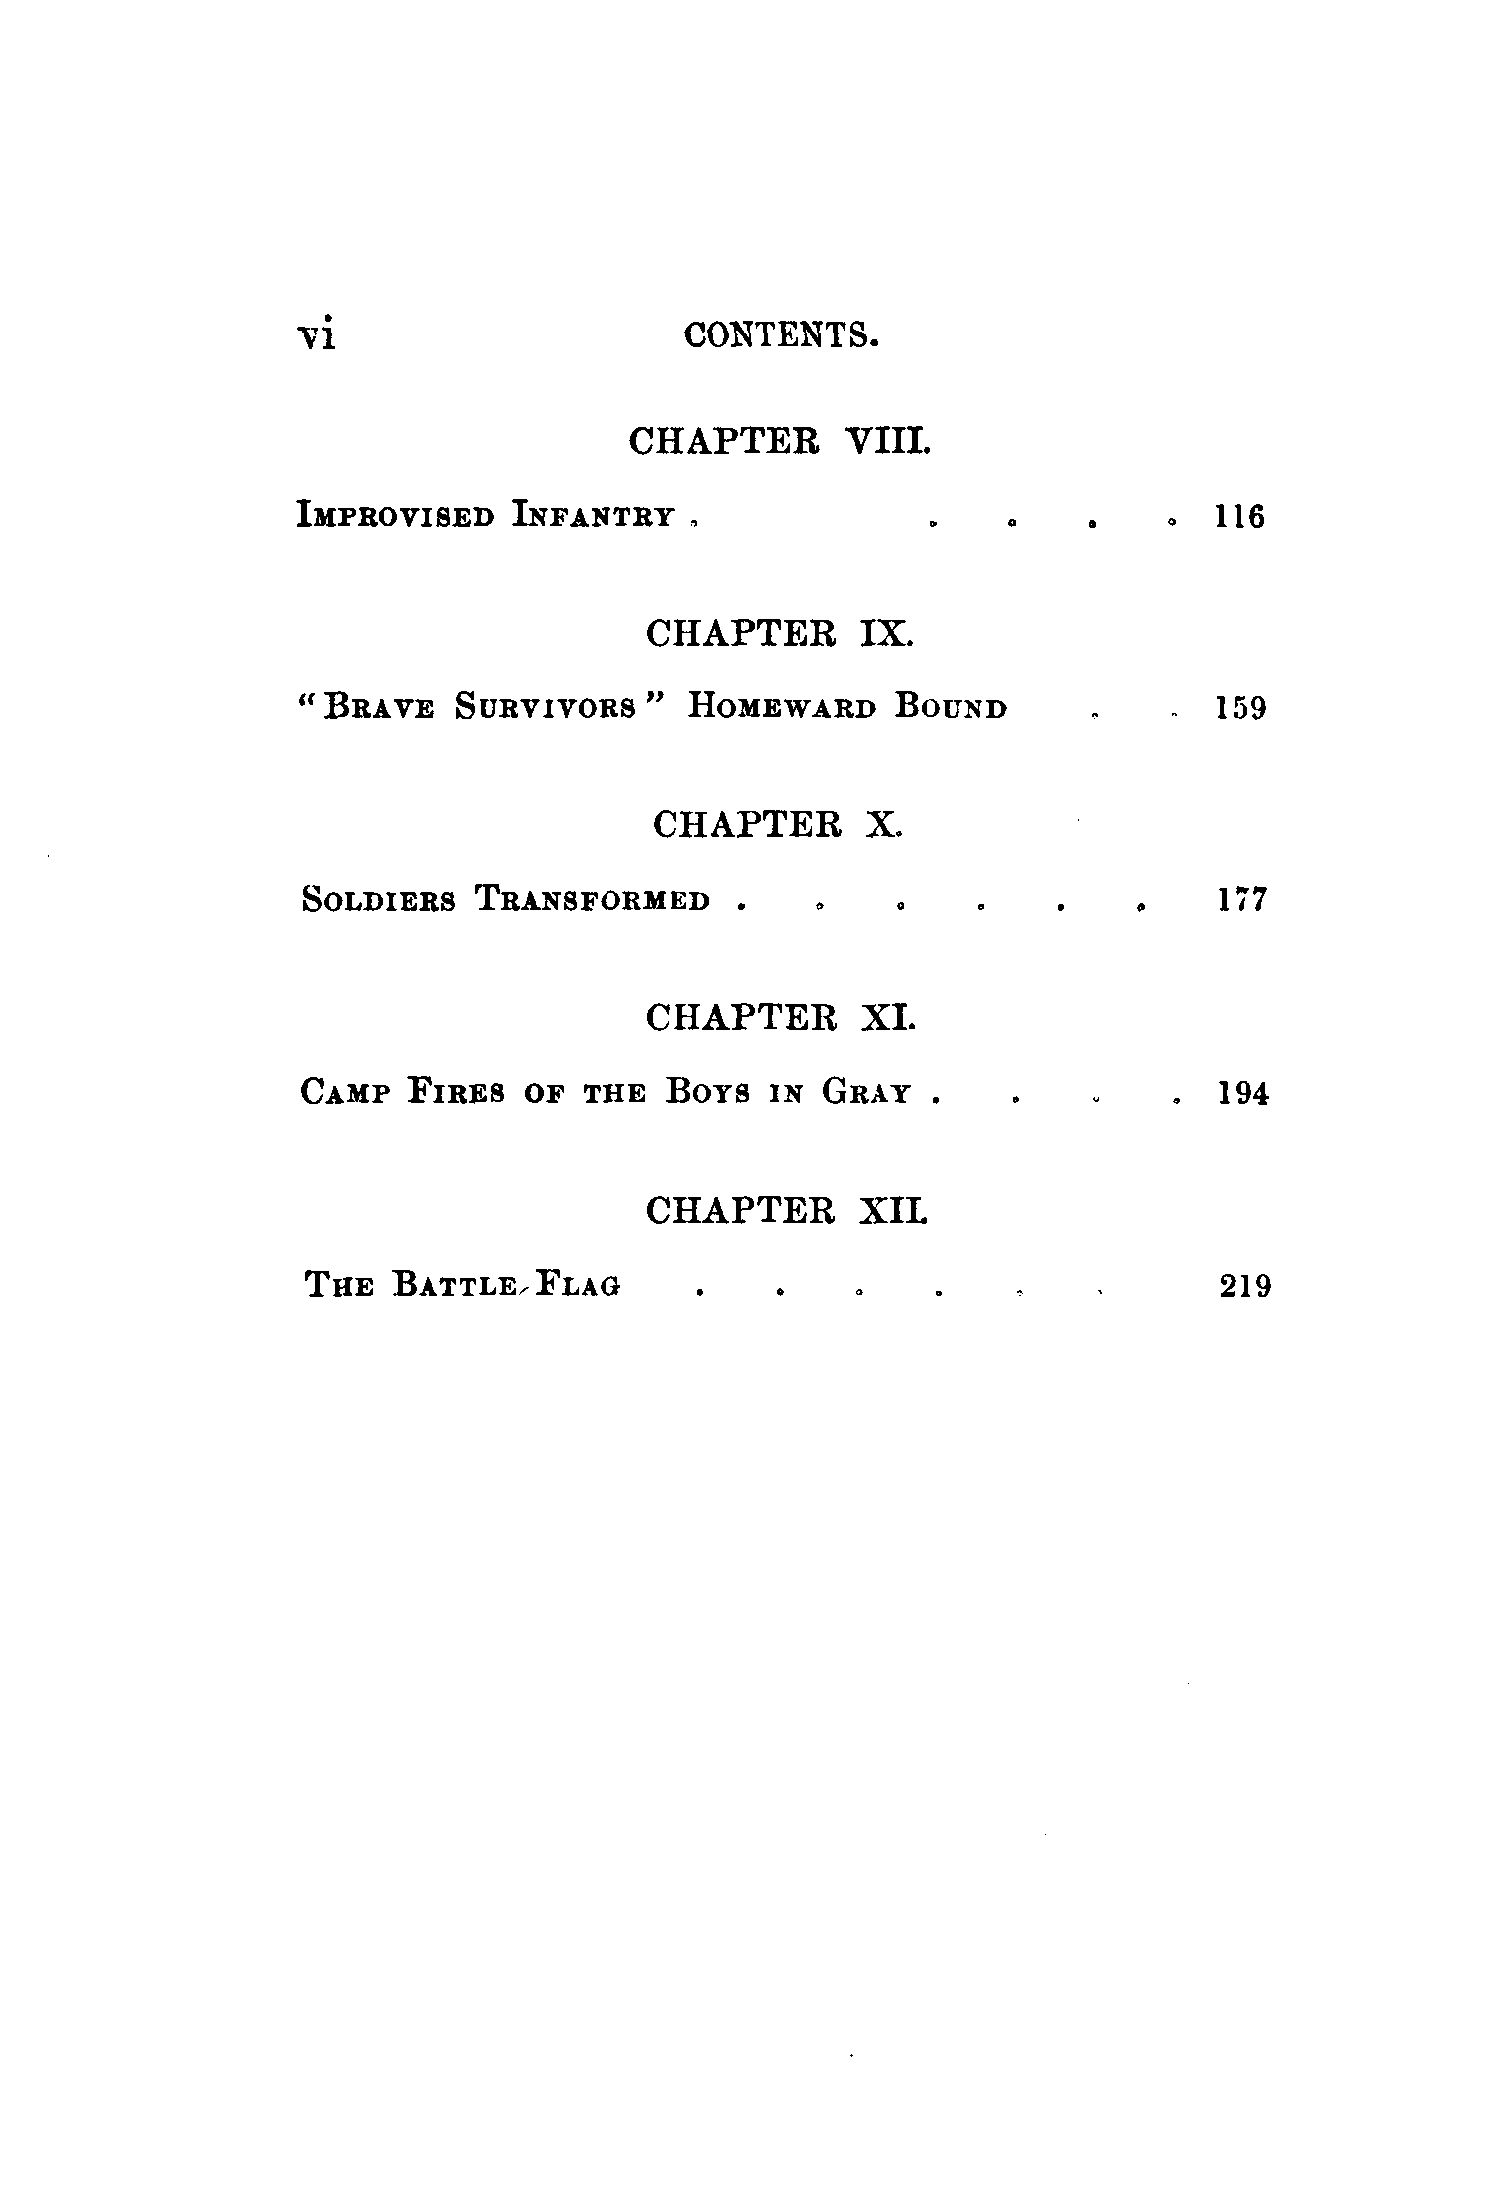 vi CONTENTS.
CHAPTER VIII.
IMPROVISED INFANTRY . . . . . 116
CHAPTER IX.
“BRAVE SURVIVORS” HOMEWARD BOUND . . 159
CHAPTER X.
SOLDIERS TRANSFORMED . . . . . . 177
CHAPTER XI.
CAMP FIRES OF THE BOYS IN GRAY . . . . 194
CHAPTER XII.
THE BATTLE-FLAG . . . . . . 219